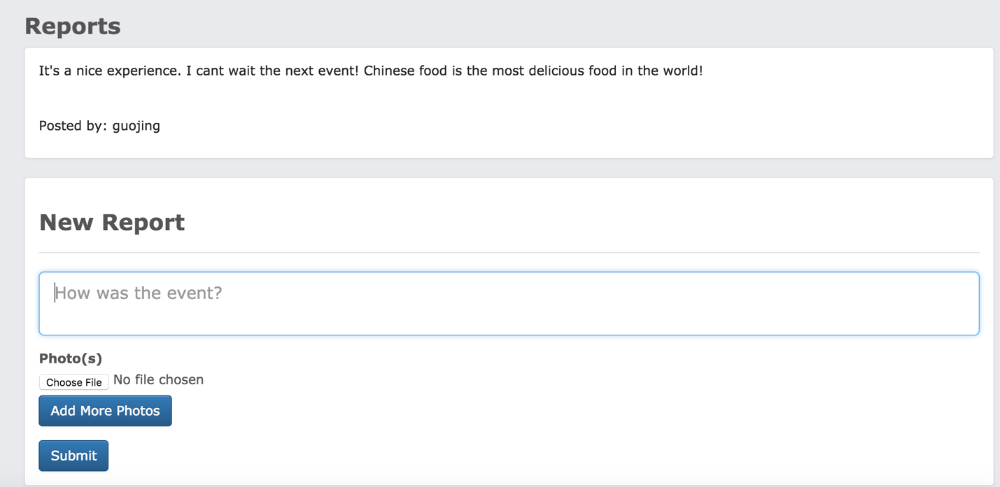 Reports
It's a nice experience. I cant wait the next event! Chinese food is the most delicious food in the world!
Posted by: guojing
New Report
How was the event?
Photo(s)
Choose File No file chosen
Add More Photos
Submit